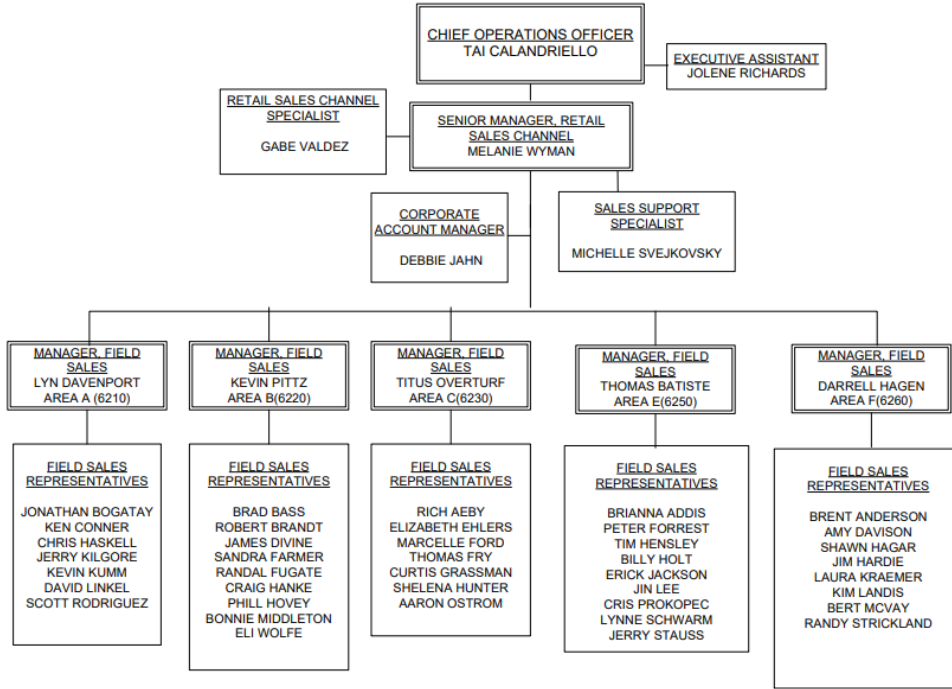 CHIEF OPERATIONS OFFICER
TAI CALANDRIELLO
EXECUTIVE ASSISTANT
JOLENE RICHARDS
RETAIL SALES CHANNEL
SPECIALIST
GABE VALDEZ
SENIOR MANAGER, RETAIL
SALES CHANNEL
MELANIE WYMAN
CORPORATE
ACCOUNT MANAGER
DEBBIE JAHN
SALES SUPPORT
SPECIALIST
MICHELLE SVEJKOVSKY
MANAGER, FIELD
SALES
LYN DAVENPORT
AREA A (6210)
MANAGER, FIELD
SALES
KEVIN PITTZ
AREA B(6220)
MANAGER, FIELD
SALES
TITUS OVERTURF
AREA C(6230)
MANAGER, FIELD
SALES
THOMAS BATISTE
AREA E(6250)
MANAGER, FIELD
SALES
DARRELL HAGEN
AREA F(6260)
FIELD SALES
REPRESENTATIVES
JONATHAN BOGATAY
KEN CONNER
CHRIS HASKELL
JERRY KILGORE
KEVIN KUMM
DAVID LINKEL
SCOTT RODRIGUEZ
FIELD SALES
REPRESENTATIVES
BRAD BASS
ROBERT BRANDT
JAMES DIVINE
SANDRA FARMER
RANDAL FUGATE
CRAIG HANKE
PHILL HOVEY
BONNIE MIDDLETON
ELI WOLFE
FIELD SALES
REPRESENTATIVES
RICH AEBY
ELIZABETH EHLERS
MARCELLE FORD
THOMAS FRY
CURTIS GRASSMAN
SHELENA HUNTER
AARON OSTROM
FIELD SALES
REPRESENTATIVES
BRIANNA ADDIS
PETER FORREST
TIM HENSLEY
BILLY HOLT
ERICK JACKSON
JIN LEE
CRIS PROKOPEC
LYNNE SCHWARM
JERRY STAUSS
FIELD SALES
REPRESENTATIVES
BRENT ANDERSON
AMY DAVISON
SHAWN HAGAR
JIM HARDIE
LAURA KRAEMER
KIM LANDIS
BERT MCVAY
RANDY STRICKLAND